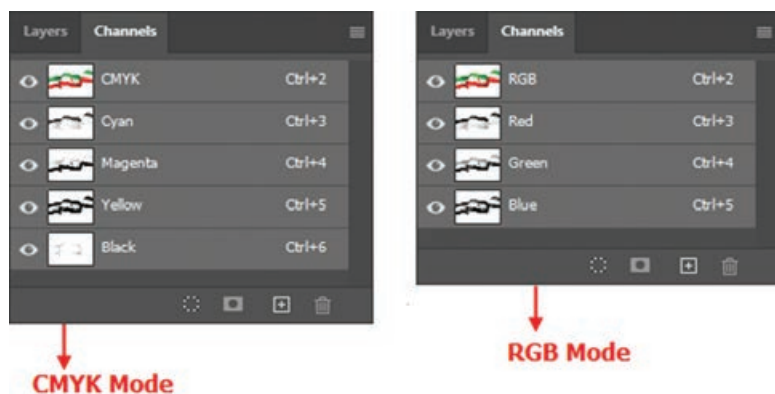 Layers Channels
CMYK Ctrl+2
Cyan Ctrl+3
Magenta Ctrl+4
Yellow Ctrl+5
Black Ctrl+6
CMYK Mode
Layers Channels
RGB Ctrl+2
Red Ctrl+3
Green Ctrl+4
Blue Ctrl+5
RGB Mode